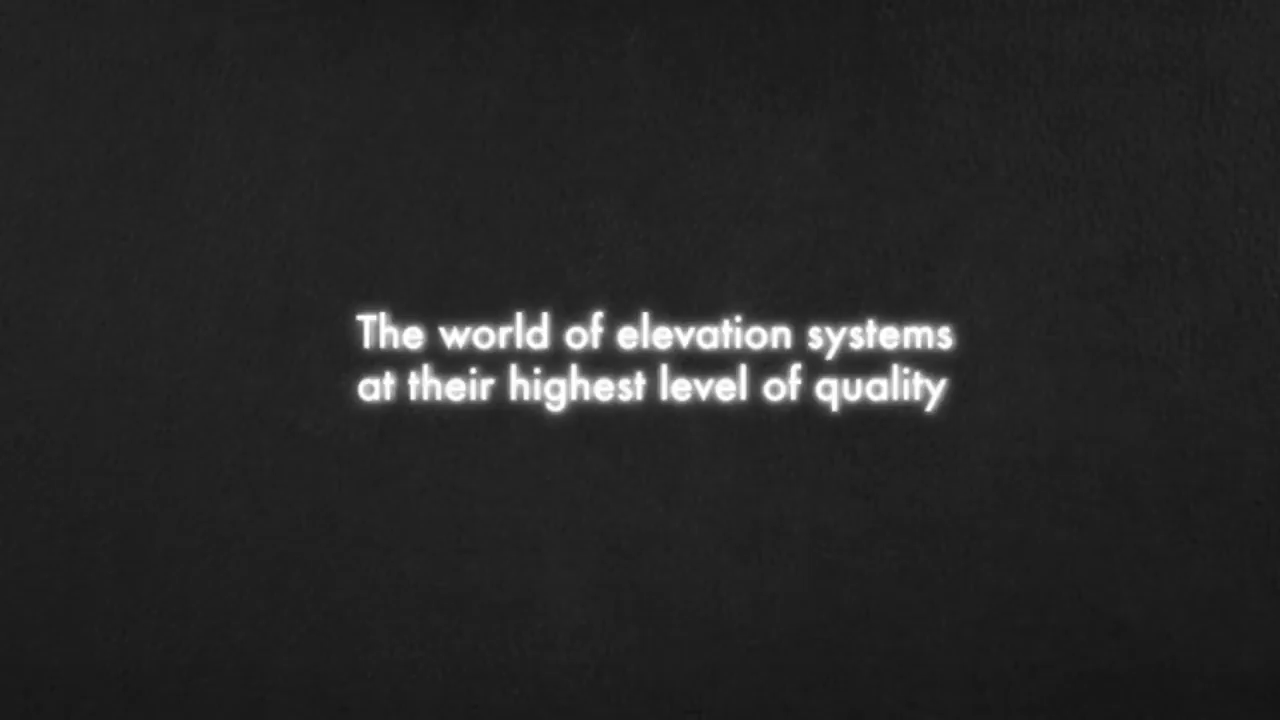 The world of elevation systems
at their highest level of quality